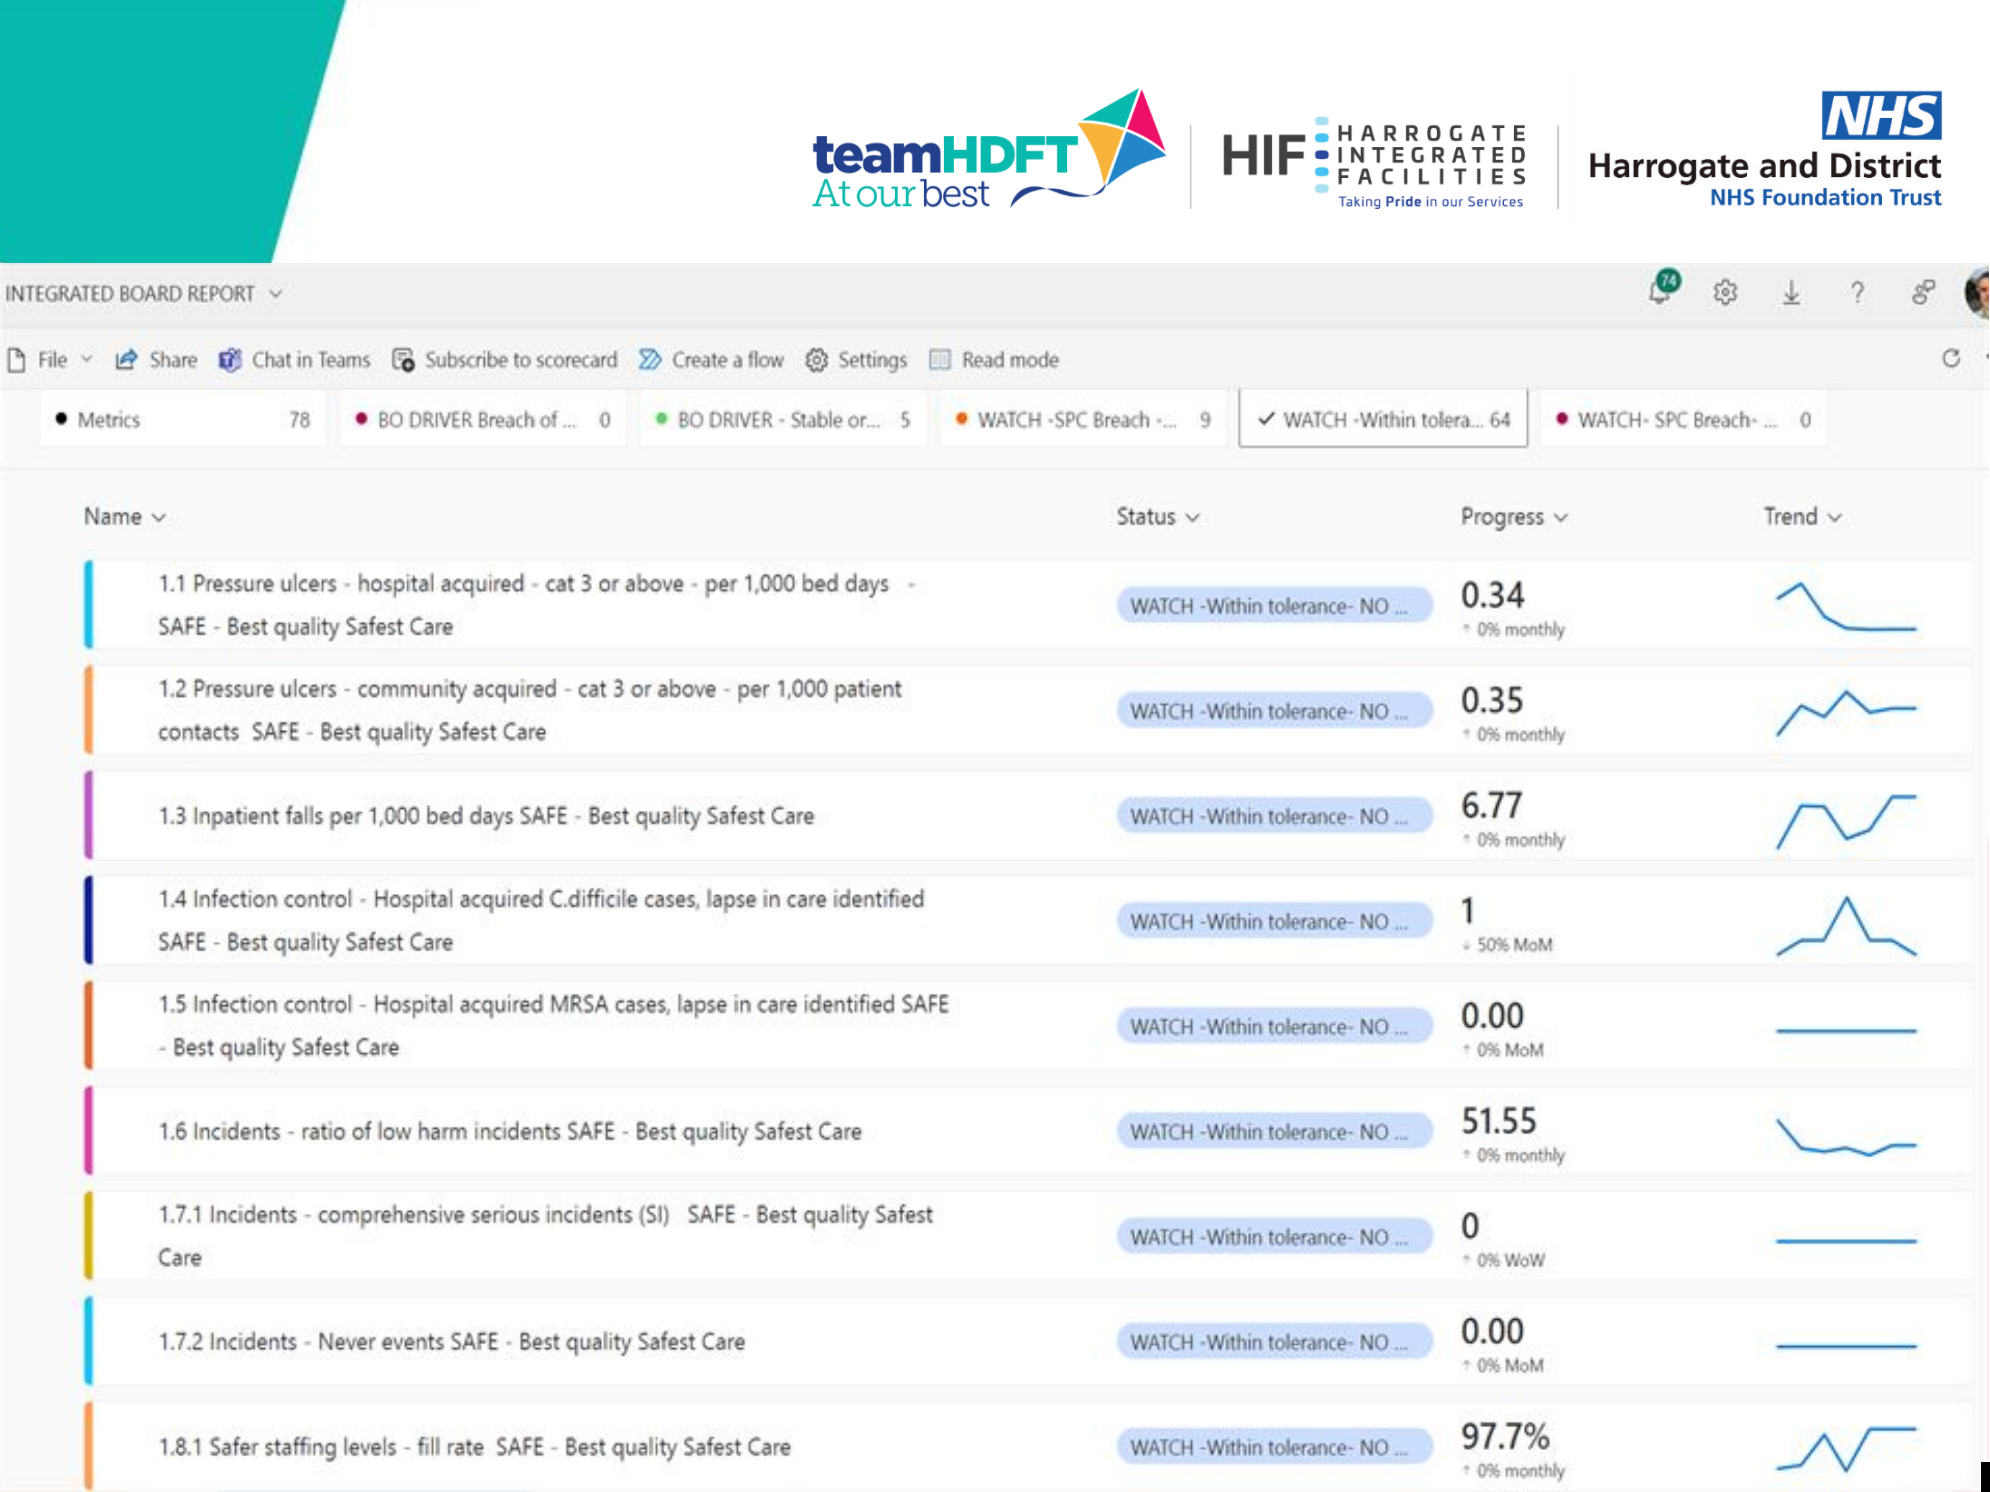 teamHDFT
At our best
HIF
HARROGATE
INTEGRATED
FACILITIES
Taking Pride in our Services
NHS
Harrogate and District
NHS Foundation Trust
INTEGRATED BOARD REPORT
74
?
File
Share
Chat in Teams
Subscribe to scorecard
Create a flow
Settings
Read mode
Metrics 78
BO DRIVER Breach of ... 0
BO DRIVER - Stable or... 5
WATCH -SPC Breach -... 9
WATCH -Within tolera... 64
WATCH- SPC Breach- ... 0
Name Status Progress Trend
1.1 Pressure ulcers - hospital acquired - cat 3 or above - per 1,000 bed days -
SAFE - Best quality Safest Care
WATCH -Within tolerance- NO ...
0.34
↑ 0% monthly
1.2 Pressure ulcers - community acquired - cat 3 or above - per 1,000 patient
contacts SAFE - Best quality Safest Care
WATCH -Within tolerance- NO ...
0.35
↑ 0% monthly
1.3 Inpatient falls per 1,000 bed days SAFE - Best quality Safest Care
WATCH -Within tolerance- NO ...
6.77
↑ 0% monthly
1.4 Infection control - Hospital acquired C.difficile cases, lapse in care identified
SAFE - Best quality Safest Care
WATCH -Within tolerance- NO ...
1
↓ 50% MoM
1.5 Infection control - Hospital acquired MRSA cases, lapse in care identified SAFE
- Best quality Safest Care
WATCH -Within tolerance- NO ...
0.00
↑ 0% MoM
1.6 Incidents - ratio of low harm incidents SAFE - Best quality Safest Care
WATCH -Within tolerance- NO ...
51.55
↑ 0% monthly
1.7.1 Incidents - comprehensive serious incidents (SI) SAFE - Best quality Safest
Care
WATCH -Within tolerance- NO ...
0
↑ 0% WoW
1.7.2 Incidents - Never events SAFE - Best quality Safest Care
WATCH -Within tolerance- NO ...
0.00
↑ 0% MoM
1.8.1 Safer staffing levels - fill rate SAFE - Best quality Safest Care
WATCH -Within tolerance- NO ...
97.7%
↑ 0% monthly